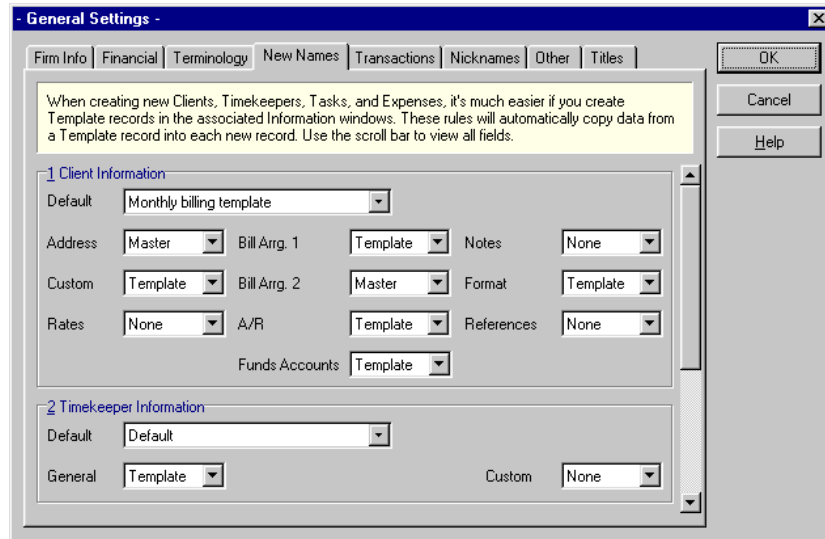 - General Settings -
Firm Info Financial Terminology New Names Transactions Nicknames Other Titles
OK
Cancel
Help
When creating new Clients, Timekeepers, Tasks, and Expenses, it's much easier if you create
Template records in the associated Information windows. These rules will automatically copy data from
a Template record into each new record. Use the scroll bar to view all fields.
1 Client Information
Default Monthly billing template
Address Master Bill Arrg. 1 Template Notes None
Custom Template Bill Arrg. 2 Master Format Template
Rates None A/R Template References None
Funds Accounts Template
2 Timekeeper Information
Default Default
General Template Custom None